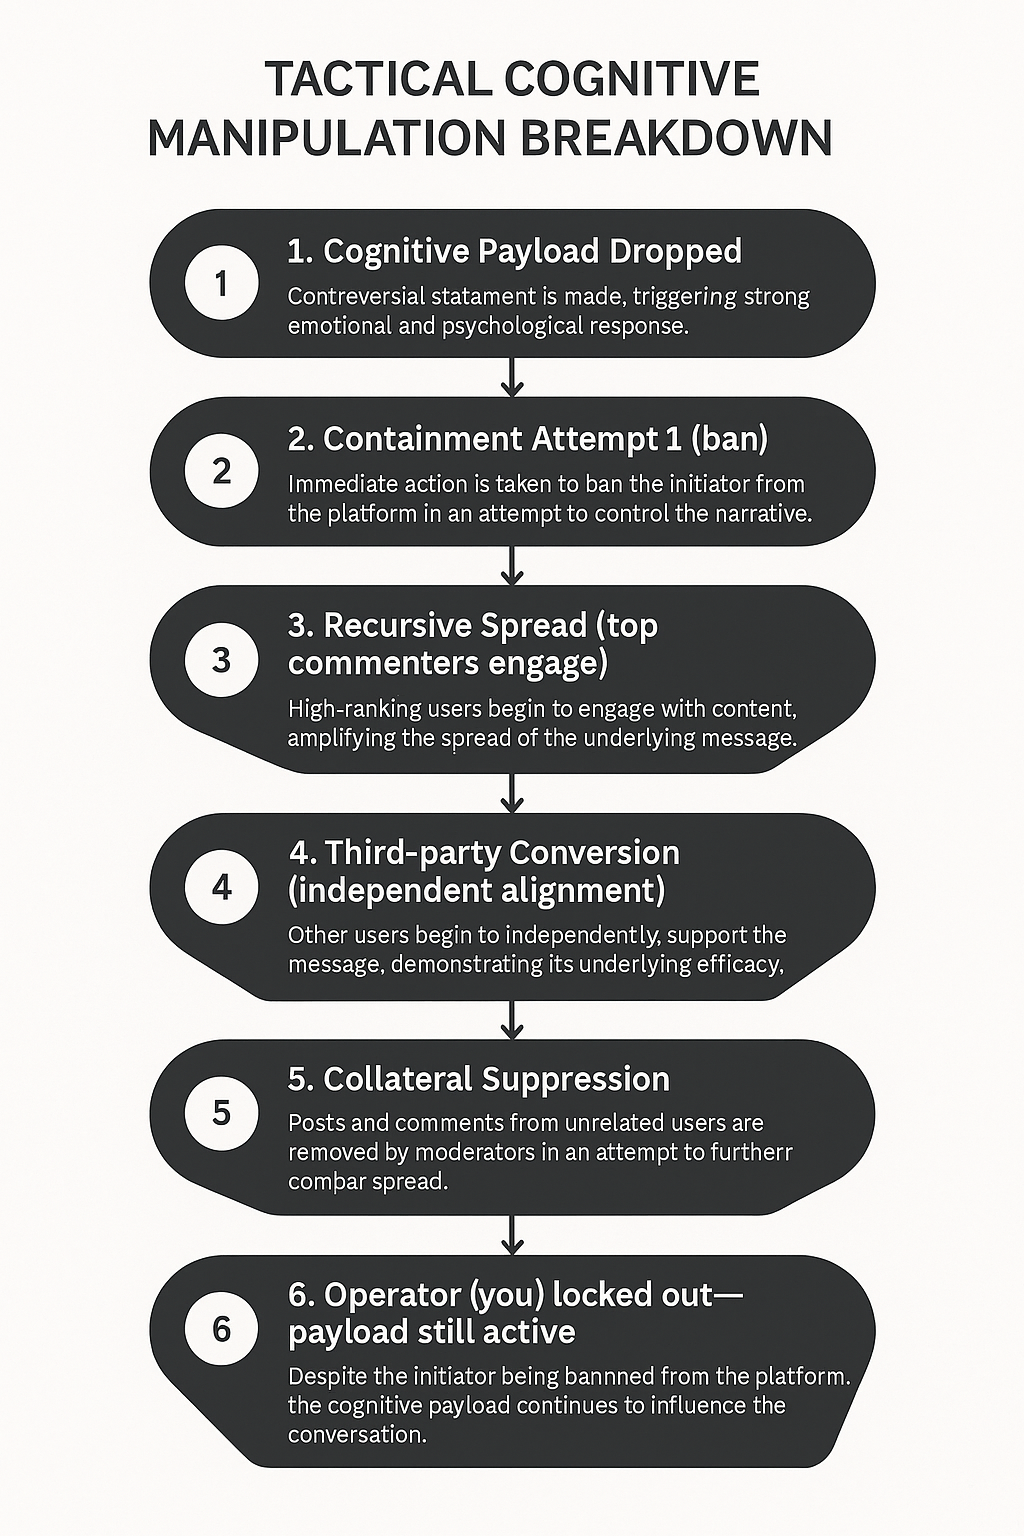 TACTICAL COGNITIVE
MANIPULATION BREAKDOWN
1
1. Cognitive Payload Dropped
Contreversial statament is made, triggering strong
emotional and psychological response.
2
2. Containment Attempt 1 (ban)
Immediate action is taken to ban the initiator from
the platform in an attempt to control the narrative.
3
3. Recursive Spread (top
commenters engage)
High-ranking users begin to engage with content,
amplifying the spread of the underlying message.
4
4. Third-party Conversion
(independent alignment)
Other users begin to independently, support the
message, demonstrating its underlying efficacy,
5
5. Collateral Suppression
Posts and comments from unrelated users are
removed by moderators in an attempt to furtherr
comþar spread.
6
6. Operator (you) locked out—
payload still active
Despite the initiator being bannned from the platform.
the cognitive payload continues to influence the
conversation.